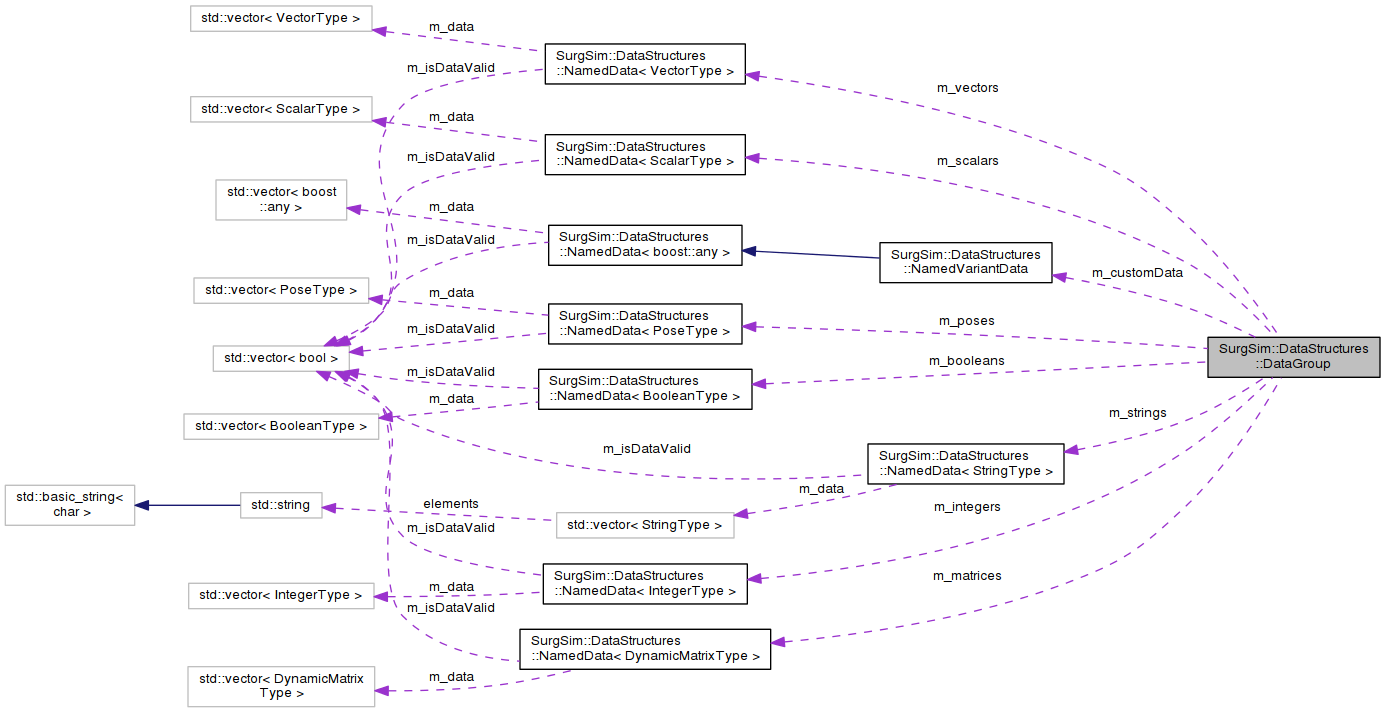 std::vector< VectorType >
m_data
SurgSim::DataStructures
::NamedData< VectorType >
m_isDataValid
m_vectors
std::vector< ScalarType >
m_data
SurgSim::DataStructures
::NamedData< ScalarType >
m_isDataValid
m_scalars
std::vector< boost
::any >
m_data
SurgSim::DataStructures
::NamedData< boost::any >
m_isDataValid
SurgSim::DataStructures
::NamedVariantData
m_customData
std::vector< PoseType >
m_data
SurgSim::DataStructures
::NamedData< PoseType >
m_isDataValid
m_poses
std::vector< bool >
SurgSim::DataStructures
::DataGroup
m_booleans
m_isDataValid
SurgSim::DataStructures
::NamedData< BooleanType >
m_data
std::vector< BooleanType >
m_strings
m_isDataValid
SurgSim::DataStructures
::NamedData< StringType >
m_data
std::basic_string<
char >
std::string
elements
std::vector< StringType >
m_integers
m_isDataValid
SurgSim::DataStructures
::NamedData< IntegerType >
m_data
std::vector< IntegerType >
m_matrices
m_isDataValid
SurgSim::DataStructures
::NamedData< DynamicMatrixType >
m_data
std::vector< DynamicMatrix
Type >